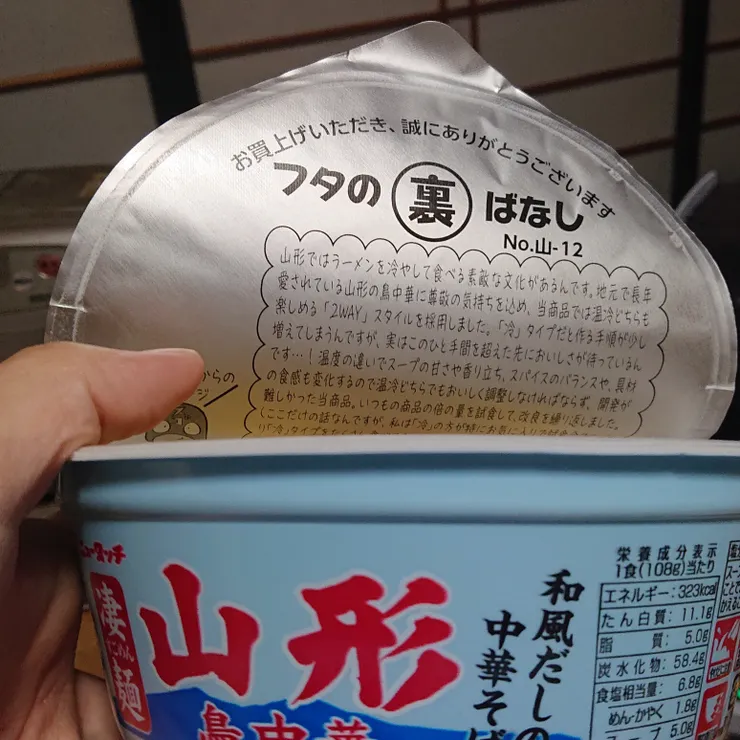 お買上げいただき、誠にありがとうございます
フタの裏ばなし
No.山-12
山形ではラーメンを冷やして食べる素敵な文化があるんです。地元で長年
愛されている山形の鳥中華に尊敬の気持ちを込め、当商品では温冷どちらも
楽しめる「2WAY」スタイルを採用しました。「冷」タイプだと作る手順が少し
増えてしまうんですが、実はこのひと手間を超えた先においしさが待っているん
です…!温度の違いでスープの甘さや香り立ち、スパイスのバランスや、具材
の食感も変化するので温冷どちらでもおいしく調整しなければならず、開発が
難しかった当商品。いつもの商品の倍の量を試食して、改良を繰り返しました。
(ここだけの話なんですが、私は「冷」の方が特にお気に入りで
からの
ジ
ニュータッチ
凄麺
すごめん
山形
鳥中華
和風だしの
中華そば
栄養成分表示
1食(108g)当たり
エネルギー:323kcal
たん白質:11.1g
脂質:5.0g
炭水化物:58.4g
食塩相当量:6.8g
めん・かやく:1.8g
スープ:5.0g